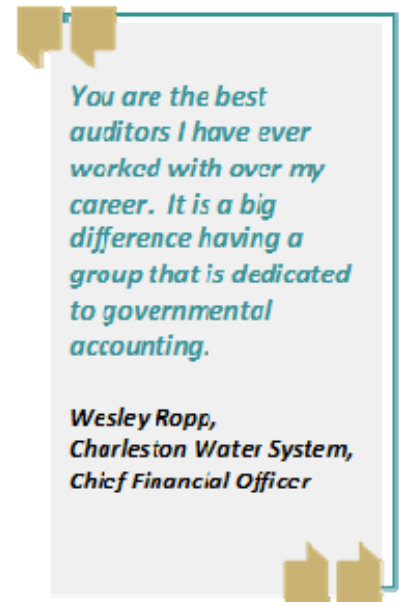 You are the best
auditors I have ever
worked with over my
career. It is a big
difference having a
group that is dedicated
to governmental
accounting.
Wesley Ropp,
Charleston Water System,
Chief Financial Officer